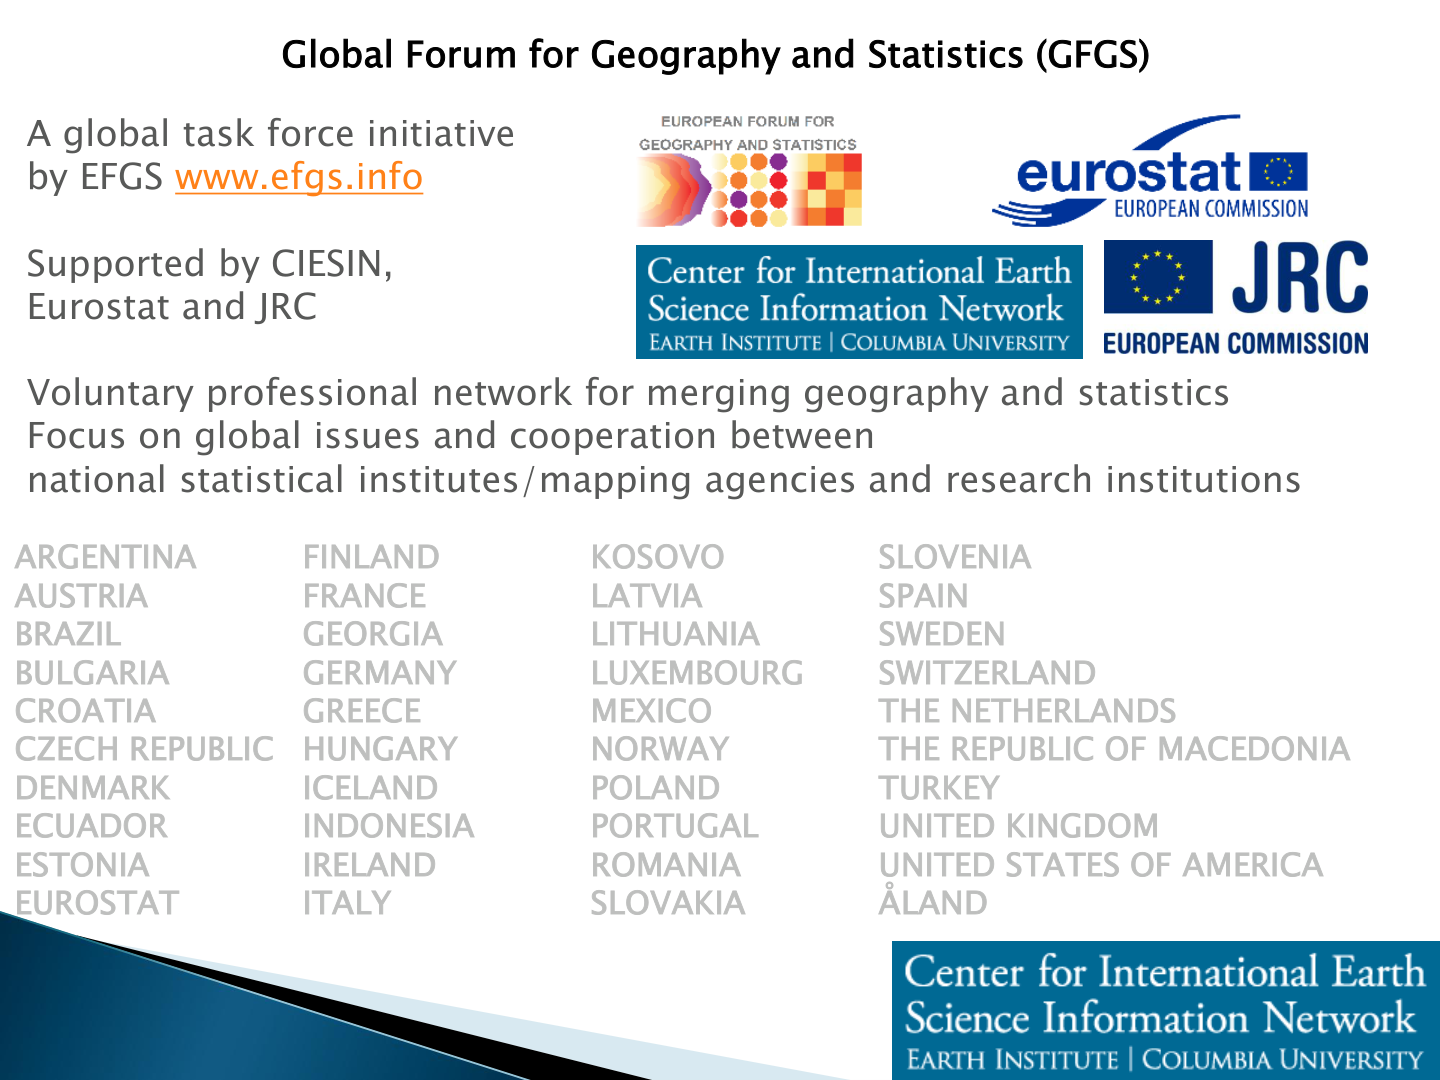 Global Forum for Geography and Statistics (GFGS)
A global task force initiative
by EFGS www.efgs.info
EUROPEAN FORUM FOR
GEOGRAPHY AND STATISTICS
eurostat
EUROPEAN COMMISSION
Supported by CIESIN,
Eurostat and JRC
Center for International Earth
Science Information Network
EARTH INSTITUTE | COLUMBIA UNIVERSITY
JRC
EUROPEAN COMMISSION
Voluntary professional network for merging geography and statistics
Focus on global issues and cooperation between
national statistical institutes/mapping agencies and research institutions
ARGENTINA
AUSTRIA
BRAZIL
BULGARIA
CROATIA
CZECH REPUBLIC
DENMARK
ECUADOR
ESTONIA
EUROSTAT
FINLAND
FRANCE
GEORGIA
GERMANY
GREECE
HUNGARY
ICELAND
INDONESIA
IRELAND
ITALY
KOSOVO
LATVIA
LITHUANIA
LUXEMBOURG
MEXICO
NORWAY
POLAND
PORTUGAL
ROMANIA
SLOVAKIA
SLOVENIA
SPAIN
SWEDEN
SWITZERLAND
THE NETHERLANDS
THE REPUBLIC OF MACEDONIA
TURKEY
UNITED KINGDOM
UNITED STATES OF AMERICA
ÅLAND
Center for International Earth
Science Information Network
EARTH INSTITUTE | COLUMBIA UNIVERSITY